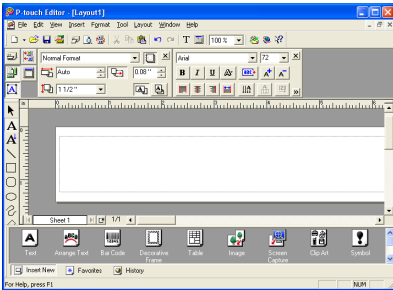 P-touch Editor - [Layout1]
File Edit View Insert Format Tool Layout Window Help
100 %
Normal Format Arial 72
Auto 0.08 "
B I U
1 1/2 "
A
Sheet 1 1/1
Text Arrange Text Bar Code Decorative Frame Table Image Screen Capture Clip Art Symbol
Insert New Favorites History
For Help, press F1 NUM